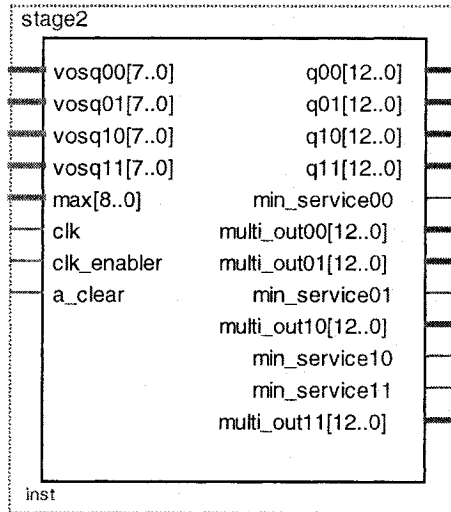 stage2
vosq00[7..0] q00[12..0]
vosq01[7..0] q01[12..0]
vosq10[7..0] q10[12..0]
vosq11[7..0] q11[12..0]
max[8..0] min_service00
clk multi_out00[12..0]
clk_enabler multi_out01[12..0]
a_clear min_service01
multi_out10[12..0]
min_service10
min_service11
multi_out11[12..0]
inst